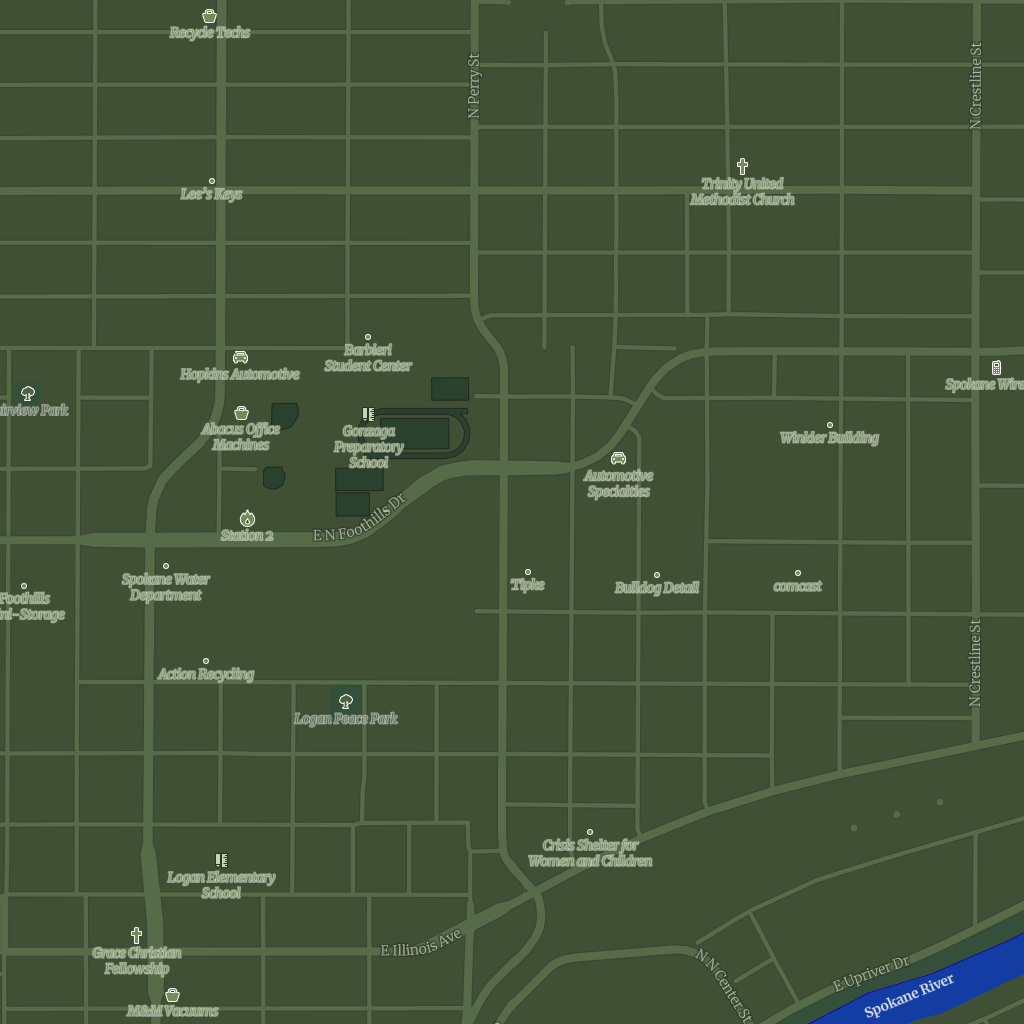 Recycle Techs
N Perry St
N Crestline St
Trinity United
Methodist Church
Lee's Keys
Barbieri
Student Center
Hopkins Automotive
Spokane Wire
irview Park
Abacus Office
Machines
Gonzaga
Preparatory
School
Winkler Building
Automotive
Specialties
E N Foothills Dr
Station 2
Spokane Water
Department
Foothills
ni-Storage
Tipke
Bulldog Detail
comcast
N Crestline St
Action Recycling
Logan Peace Park
Crisis Shelter for
Women and Children
Logan Elementary
School
E Illinois Ave
Grace Christian
Fellowship
N N Center St
E Upriver Dr
Spokane River
M&M Vacuums